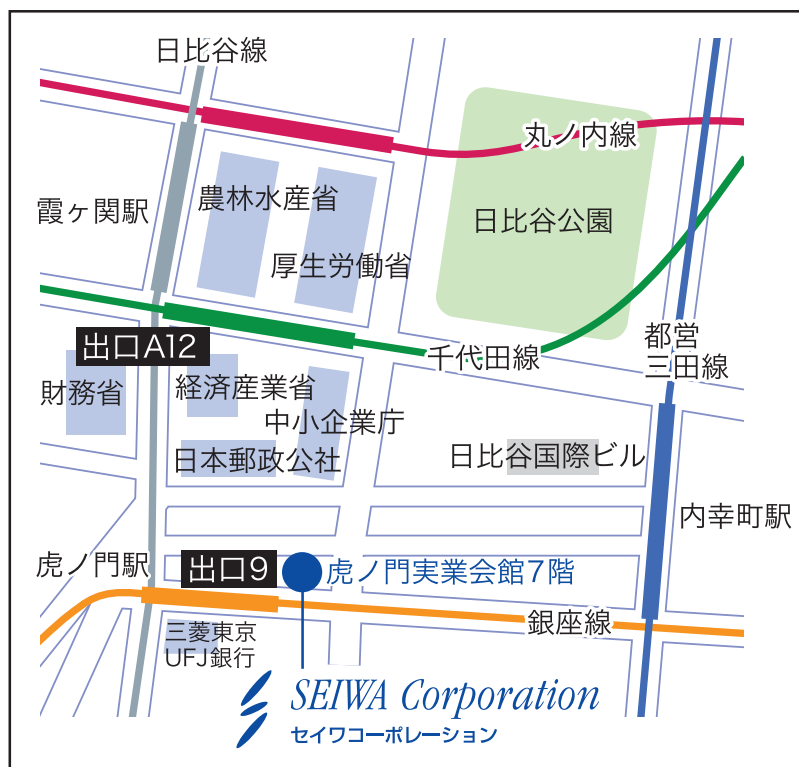 日比谷線
丸ノ内線
農林水産省
霞ヶ関駅
日比谷公園
厚生労働省
出口A12
千代田線
都営
三田線
財務省
経済産業省
中小企業庁
日本郵政公社
日比谷国際ビル
内幸町駅
虎ノ門駅
出口9
虎ノ門実業会館7階
銀座線
三菱東京
UFJ銀行
SEIWA Corporation
セイワコーポレーション